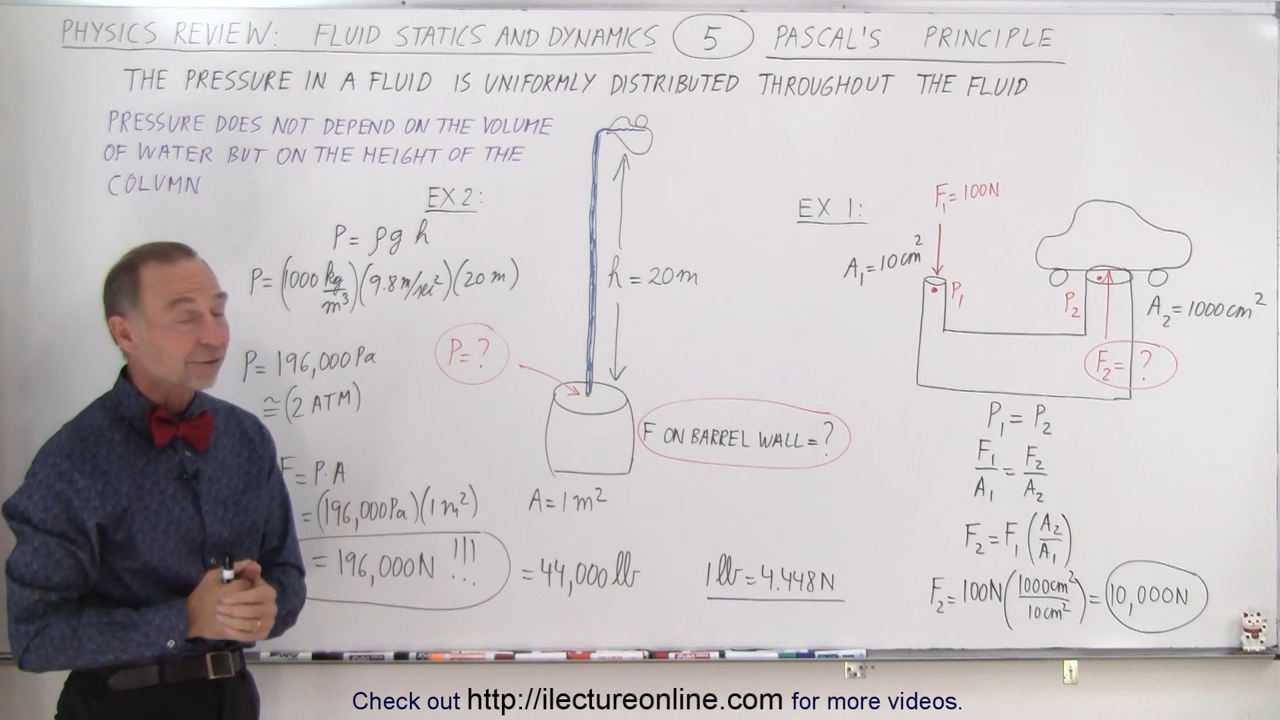 PHYSICS REVIEW: FLUID STATICS AND DYNAMICS 5 PASCAL'S PRINCIPLE
THE PRESSURE IN A FLUID IS UNIFORMLY DISTRIBUTED THROUGHOUT THE FLUID
PRESSURE DOES NOT DEPEND ON THE VOLUME
OF WATER BUT ON THE HEIGHT OF THE
COLUMN
EX 2:
P = ρg h
P = (1000 kg/m³)(9.8 m/sec²)(20 m)
P = 196,000 Pa
≅ (2 ATM)
F = P·A
= (196,000 Pa)(1 m²)
= 196,000N !!!
= 44,000 lb
1 lb = 4.448N
h = 20m
P = ?
F ON BARREL WALL = ?
A = 1 m²
EX 1:
F₁ = 100N
A₁ = 10cm²
P₁
P₂
A₂ = 1000 cm²
F₂ = ?
P₁ = P₂
F₁/A₁ = F₂/A₂
F₂ = F₁ (A₂/A₁)
F₂ = 100N (1000cm²/10cm²) = 10,000N
Check out http://ilectureonline.com for more videos.